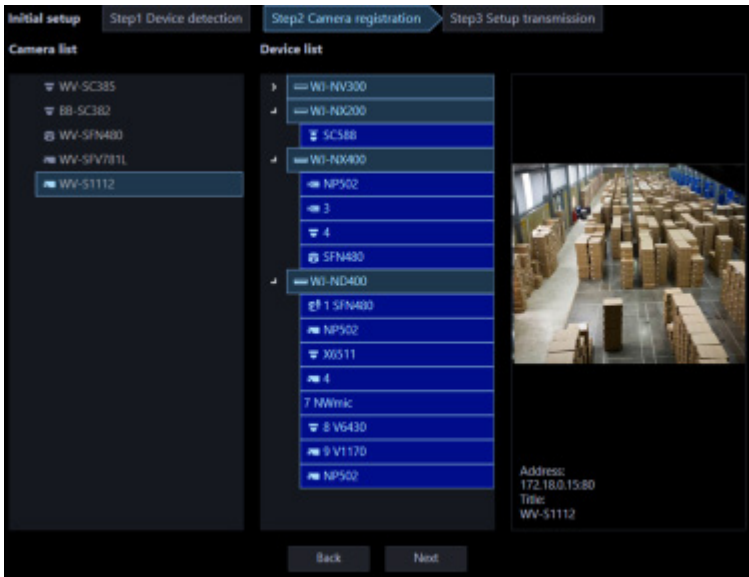 Initial setup Step1 Device detection Step2 Camera registration Step3 Setup transmission
Camera list
WV-SC385
BB-SC382
WV-SFN480
WV-SFV781L
WV-S1112
Device list
WJ-NV300
WJ-NX200
SC588
WJ-NX400
NP502
3
4
SFN480
WJ-ND400
1 SFN480
NP502
X6511
4
7 NWmic
8 V6430
9 V1170
NP502
Address:
172.18.0.15:80
Title:
WV-S1112
Back Next